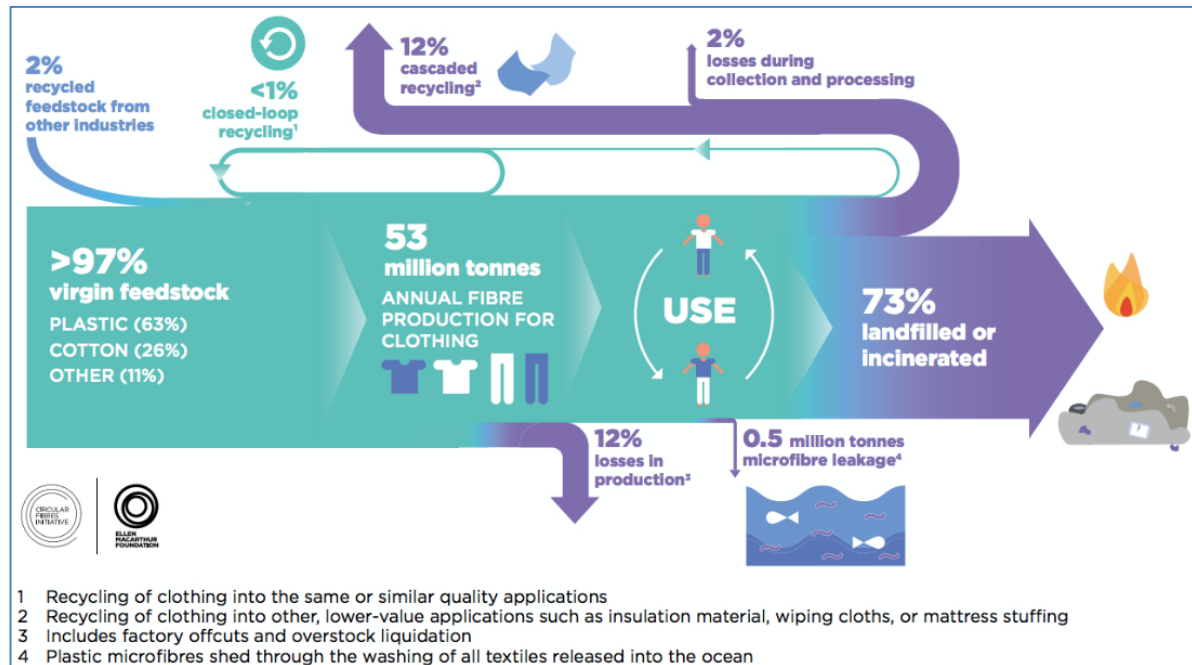 2%
recycled
feedstock from
other industries
<1%
closed-loop
recycling¹
12%
cascaded
recycling²
2%
losses during
collection and processing
>97%
virgin feedstock
PLASTIC (63%)
COTTON (26%)
OTHER (11%)
53
million tonnes
ANNUAL FIBRE
PRODUCTION FOR
CLOTHING
USE
73%
landfilled or
incinerated
12%
losses in
production³
0.5 million tonnes
microfibre leakage⁴
CIRCULAR
FIBRES
INITIATIVE
ELLEN
MACARTHUR
FOUNDATION
1 Recycling of clothing into the same or similar quality applications
2 Recycling of clothing into other, lower-value applications such as insulation material, wiping cloths, or mattress stuffing
3 Includes factory offcuts and overstock liquidation
4 Plastic microfibres shed through the washing of all textiles released into the ocean